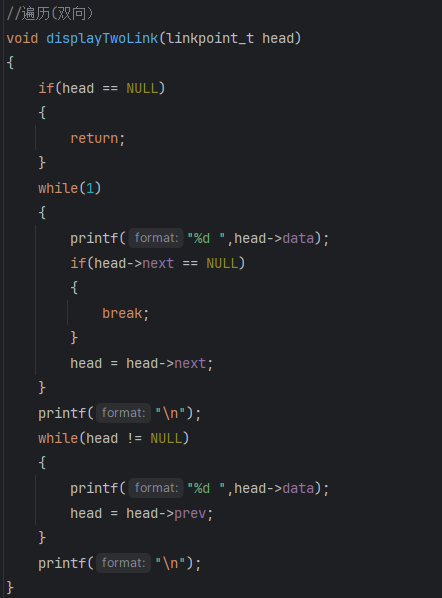 //遍历(双向）
void displayTwoLink(linkpoint_t head)
{
    if(head == NULL)
    {
        return;
    }
    while(1)
    {
        printf( format: "%d ",head->data);
        if(head->next == NULL)
        {
            break;
        }
        head = head->next;
    }
    printf( format: "\n");
    while(head != NULL)
    {
        printf( format: "%d ",head->data);
        head = head->prev;
    }
    printf( format: "\n");
}